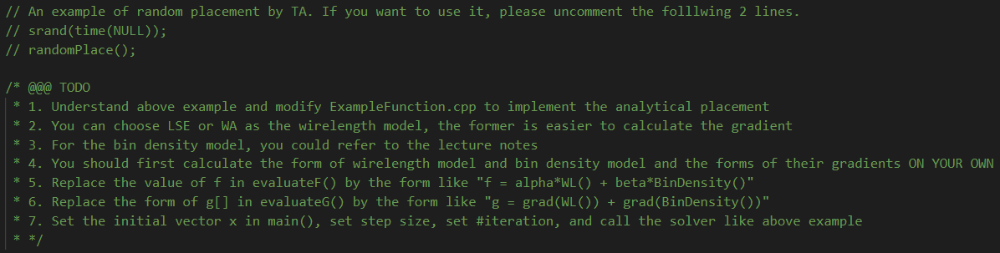 // An example of random placement by TA. If you want to use it, please uncomment the folllwing 2 lines.
// srand(time(NULL));
// randomPlace();
/* @@@ TODO
* 1. Understand above example and modify ExampleFunction.cpp to implement the analytical placement
* 2. You can choose LSE or WA as the wirelength model, the former is easier to calculate the gradient
* 3. For the bin density model, you could refer to the lecture notes
* 4. You should first calculate the form of wirelength model and bin density model and the forms of their gradients ON YOUR OWN
* 5. Replace the value of f in evaluateF() by the form like "f = alpha*WL() + beta*BinDensity()"
* 6. Replace the form of g[] in evaluateG() by the form like "g = grad(WL()) + grad(BinDensity())"
* 7. Set the initial vector x in main(), set step size, set #iteration, and call the solver like above example
* */